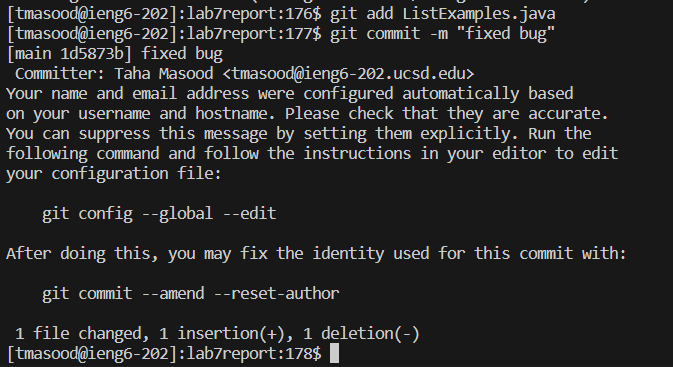 [tmasood@ieng6-202]:lab7report:176$ git add ListExamples.java
[tmasood@ieng6-202]:lab7report:177$ git commit -m "fixed bug"
[main 1d5873b] fixed bug
 Committer: Taha Masood <tmasood@ieng6-202.ucsd.edu>
Your name and email address were configured automatically based
on your username and hostname. Please check that they are accurate.
You can suppress this message by setting them explicitly. Run the
following command and follow the instructions in your editor to edit
your configuration file:

    git config --global --edit

After doing this, you may fix the identity used for this commit with:

    git commit --amend --reset-author

 1 file changed, 1 insertion(+), 1 deletion(-)
[tmasood@ieng6-202]:lab7report:178$